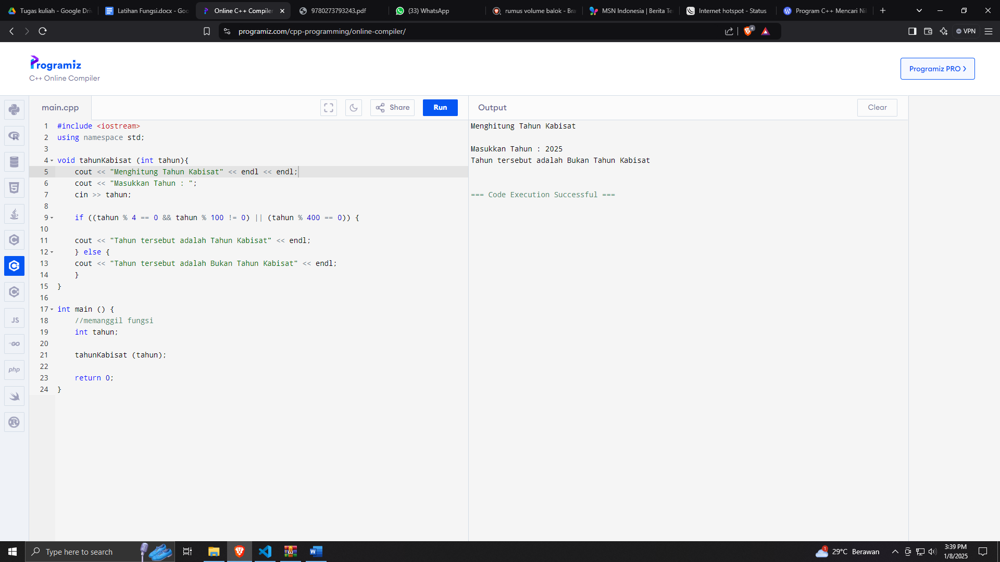 Tugas kuliah - Google Dri
Latihan Fungsi.docx - Goo
Online C++ Compiler
9780273793243.pdf
(33) WhatsApp
rumus volume balok - Bra
MSN Indonesia | Berita Te
Internet hotspot - Status
Program C++ Mencari Nil
programiz.com/cpp-programming/online-compiler/
4
VPN
Programiz
C++ Online Compiler
Programiz PRO
main.cpp
Share
Run
Output
Clear
1 #include <iostream>
2 using namespace std;
3
4 void tahunKabisat (int tahun){
5 cout << "Menghitung Tahun Kabisat" << endl << endl;
6 cout << "Masukkan Tahun : ";
7 cin >> tahun;
8
9 if ((tahun % 4 == 0 && tahun % 100 != 0) || (tahun % 400 == 0)) {
10
11 cout << "Tahun tersebut adalah Tahun Kabisat" << endl;
12 } else {
13 cout << "Tahun tersebut adalah Bukan Tahun Kabisat" << endl;
14 }
15 }
16
17 int main () {
18 //memanggil fungsi
19 int tahun;
20
21 tahunKabisat (tahun);
22
23 return 0;
24 }
Menghitung Tahun Kabisat
Masukkan Tahun : 2025
Tahun tersebut adalah Bukan Tahun Kabisat
=== Code Execution Successful ===
R
5
C
JS
GO
php
R
Type here to search
1
29°C Berawan
3:39 PM
1/8/2025